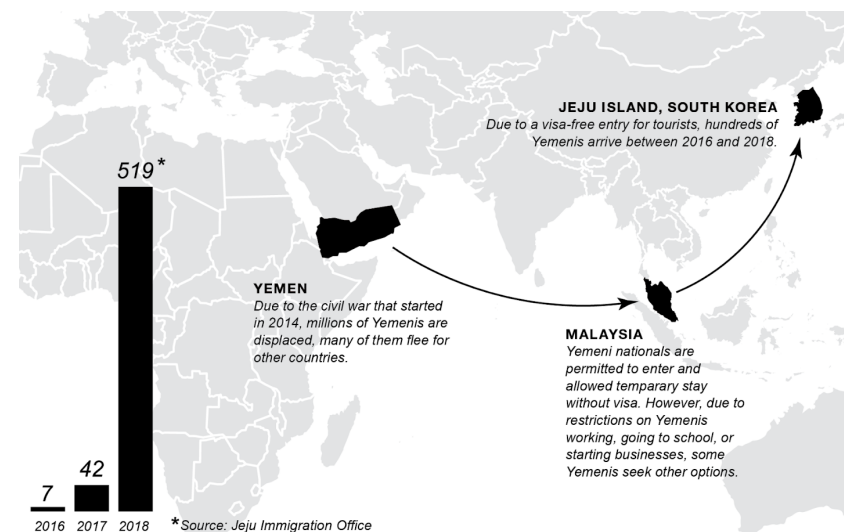 JEJU ISLAND, SOUTH KOREA
Due to a visa-free entry for tourists, hundreds of
Yemenis arrive between 2016 and 2018.
519*
YEMEN
Due to the civil war that started
in 2014, millions of Yemenis are
displaced, many of them flee for
other countries.
MALAYSIA
Yemeni nationals are
permitted to enter and
allowed temparary stay
without visa. However, due to
restrictions on Yemenis
working, going to school, or
starting businesses, some
Yemenis seek other options.
42
7
2016 2017 2018 *Source: Jeju Immigration Office